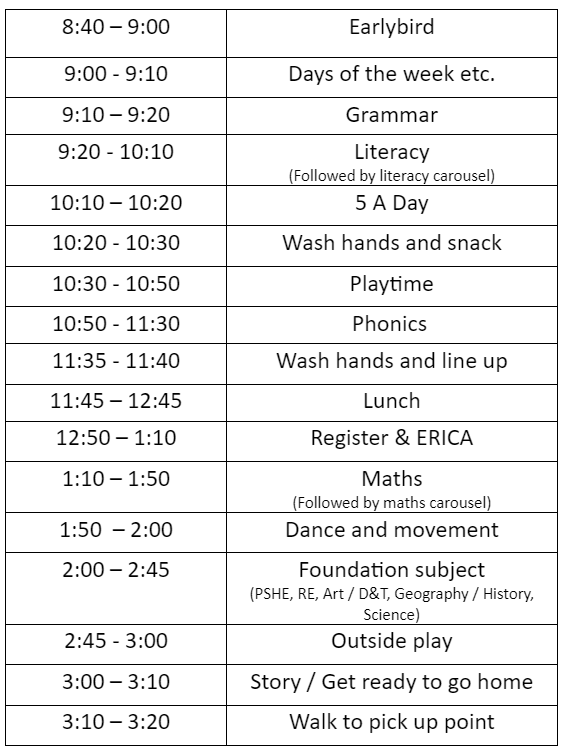 8:40 – 9:00 Earlybird
9:00 - 9:10 Days of the week etc.
9:10 – 9:20 Grammar
9:20 - 10:10 Literacy
(Followed by literacy carousel)
10:10 – 10:20 5 A Day
10:20 - 10:30 Wash hands and snack
10:30 - 10:50 Playtime
10:50 - 11:30 Phonics
11:35 - 11:40 Wash hands and line up
11:45 – 12:45 Lunch
12:50 – 1:10 Register & ERICA
1:10 – 1:50 Maths
(Followed by maths carousel)
1:50 – 2:00 Dance and movement
2:00 – 2:45 Foundation subject
(PSHE, RE, Art / D&T, Geography / History,
Science)
2:45 - 3:00 Outside play
3:00 – 3:10 Story / Get ready to go home
3:10 – 3:20 Walk to pick up point